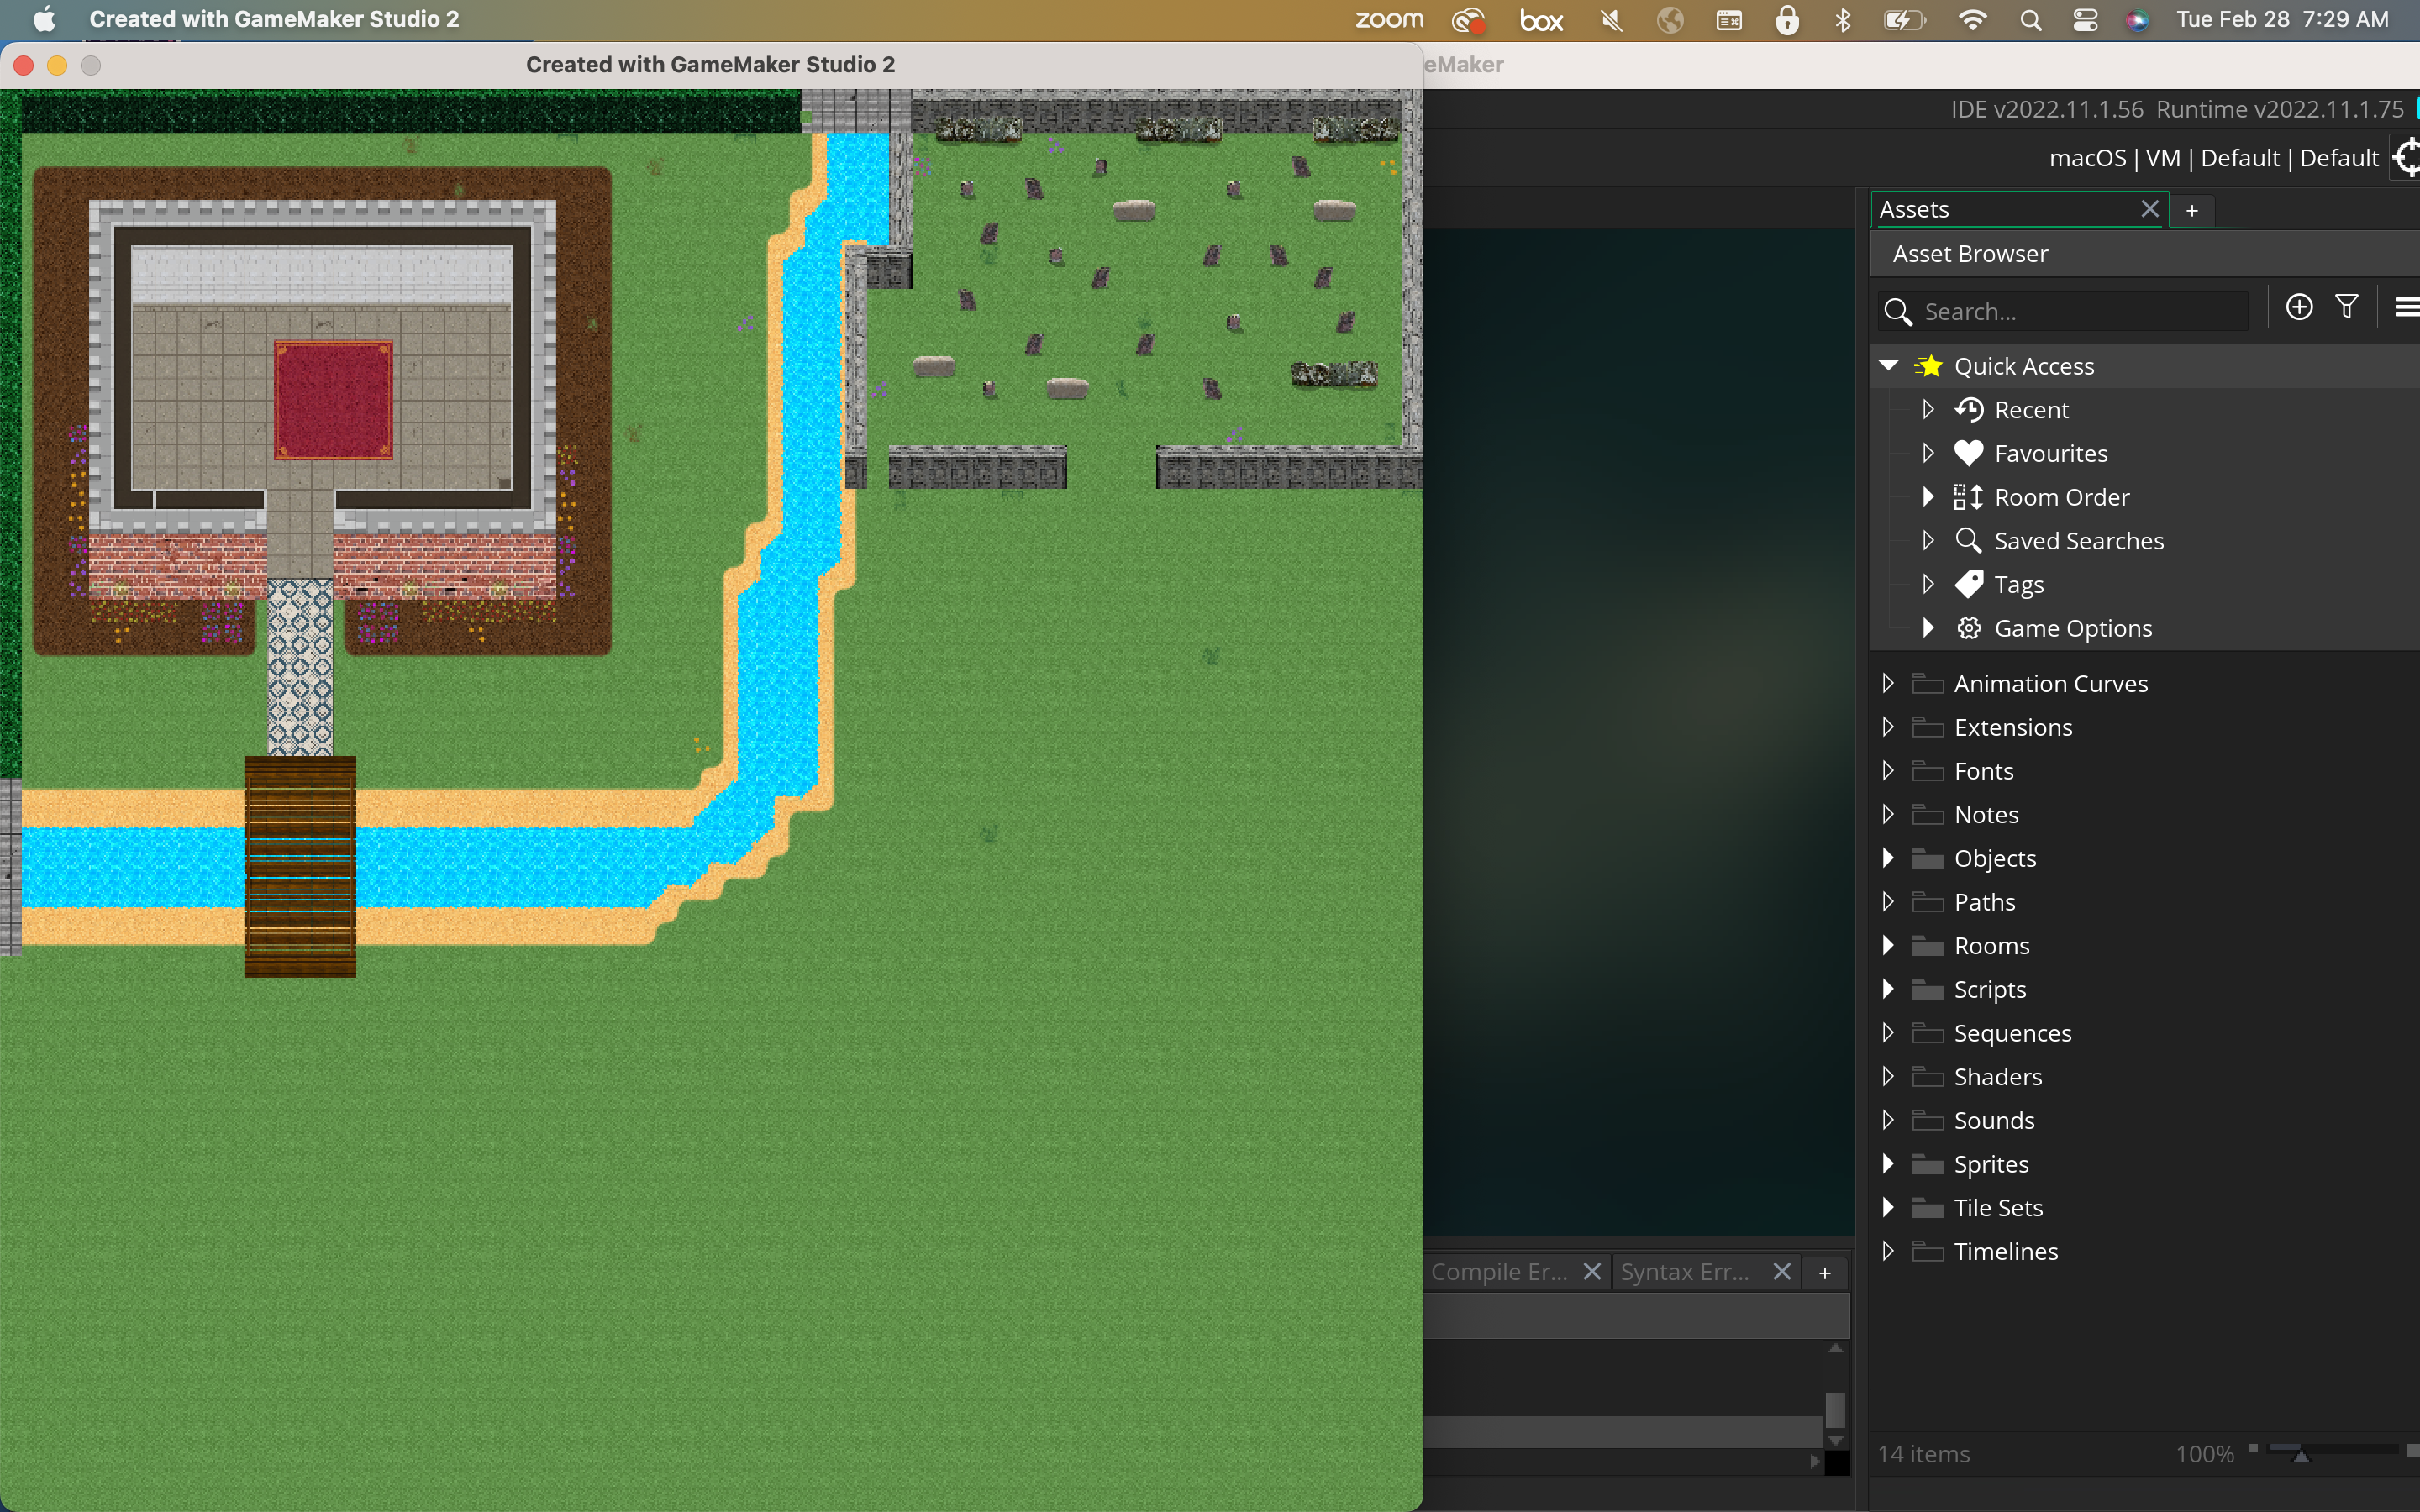 Created with GameMaker Studio 2
zoom
box
Tue Feb 28 7:29 AM
Created with GameMaker Studio 2
eMaker
IDE v2022.11.1.56 Runtime v2022.11.1.75
macOS | VM | Default | Default
Assets
+
Asset Browser
Search...
Quick Access
Recent
Favourites
Room Order
Saved Searches
Tags
Game Options
Animation Curves
Extensions
Fonts
Notes
Objects
Paths
Rooms
Scripts
Sequences
Shaders
Sounds
Sprites
Tile Sets
Timelines
Compile Er...
Syntax Err...
+
14 items
100%